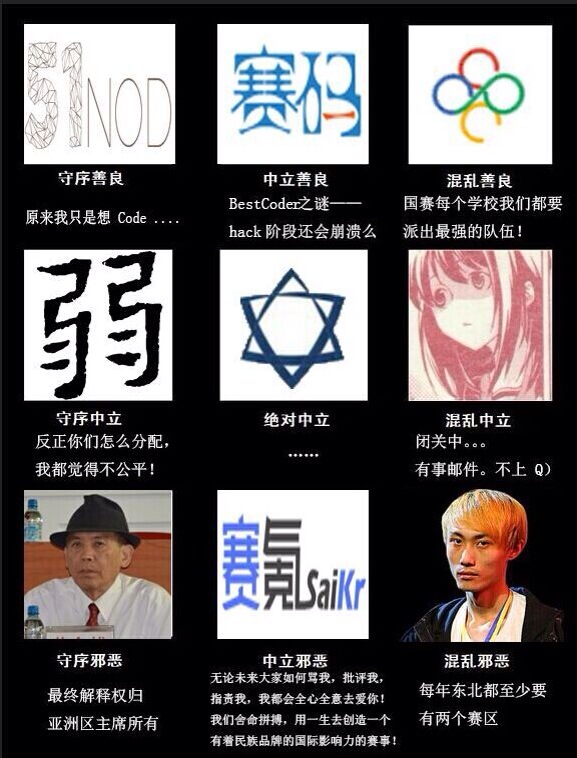 51NOD
赛码
守序善良
中立善良
混乱善良
原来我只是想 Code ....
BestCoder之谜——
hack 阶段还会崩溃么
国赛每个学校我们都要
派出最强的队伍！
弱
守序中立
绝对中立
混乱中立
反正你们怎么分配，
我都觉得不公平！
......
闭关中。。。
有事邮件。不上 Q）
赛氪SaiKr
守序邪恶
中立邪恶
混乱邪恶
最终解释权归
亚洲区主席所有
无论未来大家如何骂我，批评我，
指责我，我都会全心全意去爱你！
我们舍命拼搏，用一生去创造一个
有着民族品牌的国际影响力的赛事！
每年东北都至少要
有两个赛区